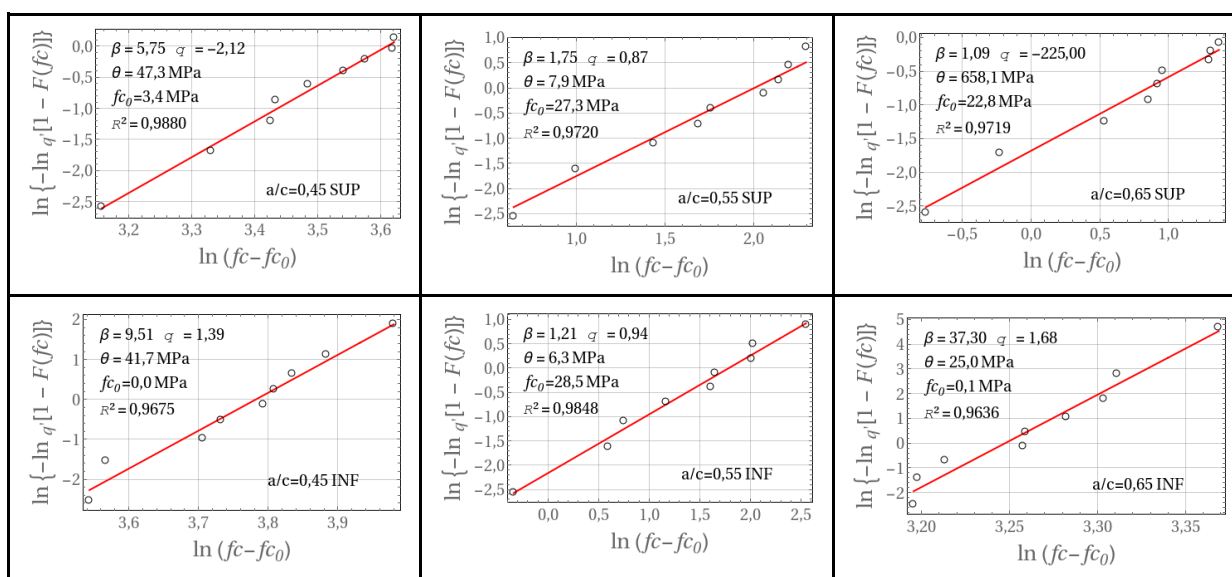 ln {−ln q'[1 − F(fc)]}
0,0
−0,5
−1,0
−1,5
−2,0
−2,5
β = 5,75 q = −2,12
θ = 47,3 MPa
fc0 = 3,4 MPa
R² = 0,9880
a/c=0,45 SUP
3,2 3,3 3,4 3,5 3,6
ln (fc−fc0)
ln {−ln q'[1 − F(fc)]}
1,0
0,5
0,0
−0,5
−1,0
−1,5
−2,0
−2,5
β = 1,75 q = 0,87
θ = 7,9 MPa
fc0 = 27,3 MPa
R² = 0,9720
a/c=0,55 SUP
1,0 1,5 2,0
ln (fc−fc0)
ln {−ln q'[1 − F(fc)]}
0,0
−0,5
−1,0
−1,5
−2,0
−2,5
β = 1,09 q = −225,00
θ = 658,1 MPa
fc0 = 22,8 MPa
R² = 0,9719
a/c=0,65 SUP
−0,5 0,0 0,5 1,0
ln (fc−fc0)
ln {−ln q'[1 − F(fc)]}
2
1
0
−1
−2
β = 9,51 q = 1,39
θ = 41,7 MPa
fc0 = 0,0 MPa
R² = 0,9675
a/c=0,45 INF
3,6 3,7 3,8 3,9
ln (fc−fc0)
ln {−ln q'[1 − F(fc)]}
1,0
0,5
0,0
−0,5
−1,0
−1,5
−2,0
−2,5
β = 1,21 q = 0,94
θ = 6,3 MPa
fc0 = 28,5 MPa
R² = 0,9848
a/c=0,55 INF
0,0 0,5 1,0 1,5 2,0 2,5
ln (fc−fc0)
ln {−ln q'[1 − F(fc)]}
5
4
3
2
1
0
−1
−2
β = 37,30 q = 1,68
θ = 25,0 MPa
fc0 = 0,1 MPa
R² = 0,9636
a/c=0,65 INF
3,20 3,25 3,30 3,35
ln (fc−fc0)